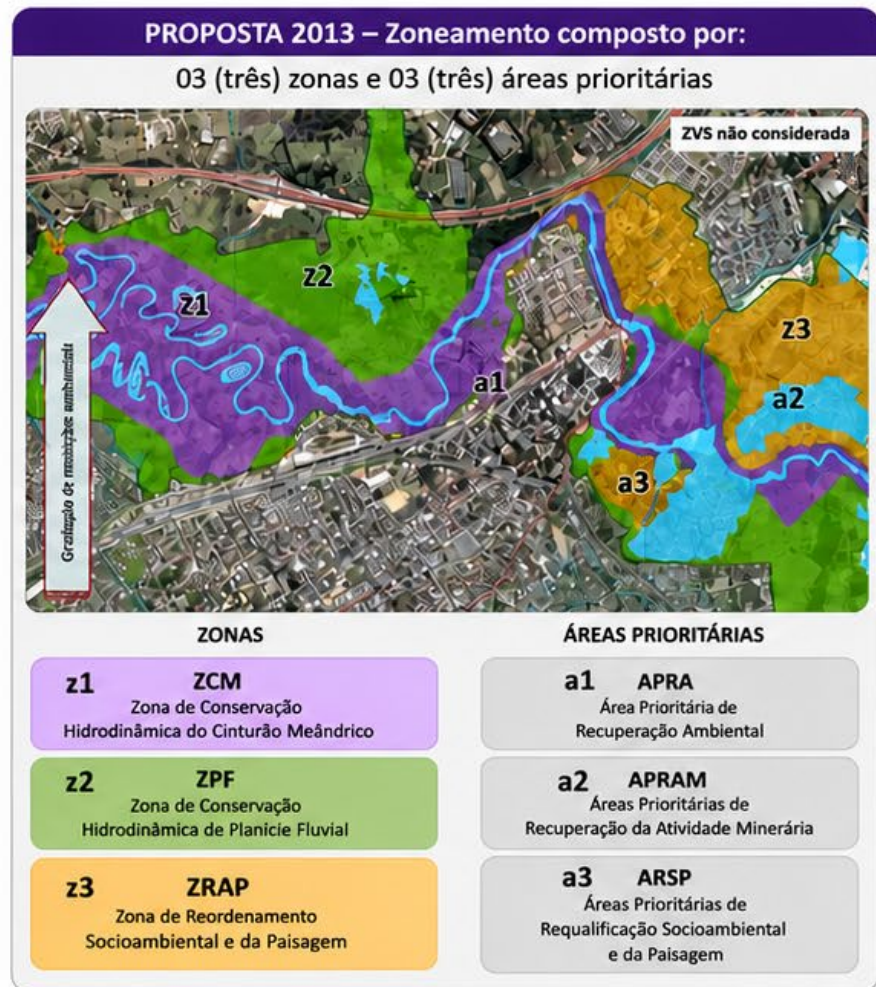 PROPOSTA 2013 – Zoneamento composto por:
03 (três) zonas e 03 (três) áreas prioritárias
ZVS não considerada
z1
z2
z3
a1
a2
a3
de
ZONAS
z1 ZCM
Zona de Conservação
Hidrodinâmica do Cinturão Meândrico
z2 ZPF
Zona de Conservação
Hidrodinâmica de Planície Fluvial
z3 ZRAP
Zona de Reordenamento
Socioambiental e da Paisagem
ÁREAS PRIORITÁRIAS
a1 APRA
Área Prioritária de
Recuperação Ambiental
a2 APRAM
Áreas Prioritárias de
Recuperação da Atividade Minerária
a3 ARSP
Áreas Prioritárias de
Requalificação Socioambiental
e da Paisagem